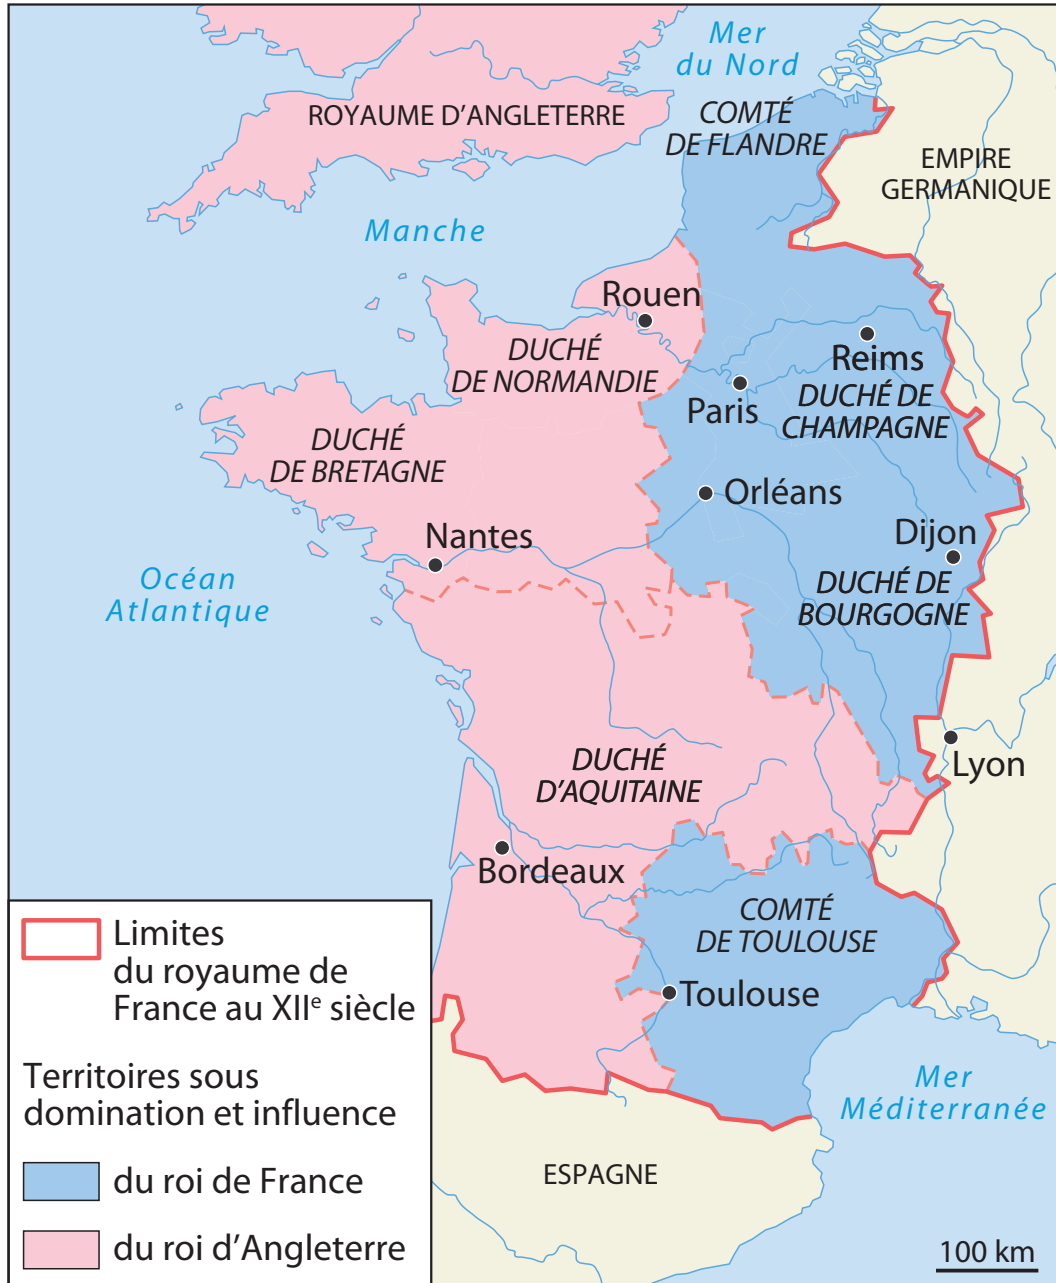 Mer
du Nord
ROYAUME D'ANGLETERRE
COMTÉ
DE FLANDRE
EMPIRE
GERMANIQUE
Manche
Rouen
Reims
DUCHÉ
DE NORMANDIE
Paris
DUCHÉ DE
CHAMPAGNE
DUCHÉ
DE BRETAGNE
Orléans
Nantes
Dijon
Océan
Atlantique
DUCHÉ DE
BOURGOGNE
DUCHÉ
D'AQUITAINE
Lyon
Bordeaux
COMTÉ
DE TOULOUSE
Toulouse
Mer
Méditerranée
ESPAGNE
Limites
du royaume de
France au XIIe siècle
Territoires sous
domination et influence
du roi de France
du roi d'Angleterre
100 km